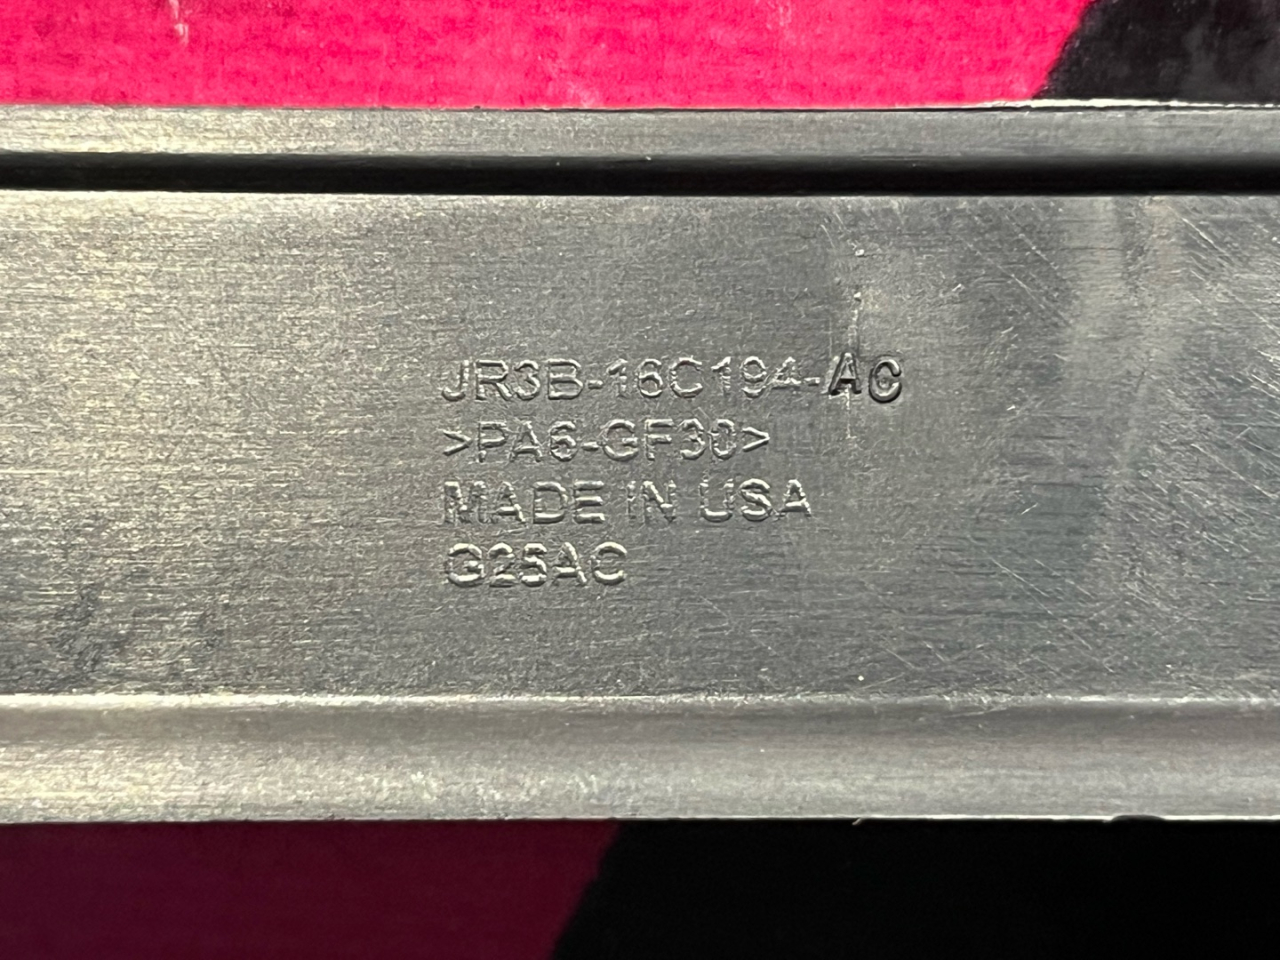 JR3B-16C194-AC
>PA6-GF30>
MADE IN USA
G25AC